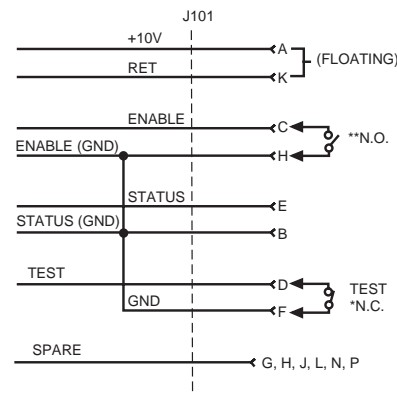 J101
+10V
A
(FLOATING)
RET
K
ENABLE
C
**N.O.
ENABLE (GND)
H
STATUS
E
STATUS (GND)
B
TEST
D
TEST
*N.C.
GND
F
SPARE
G, H, J, L, N, P